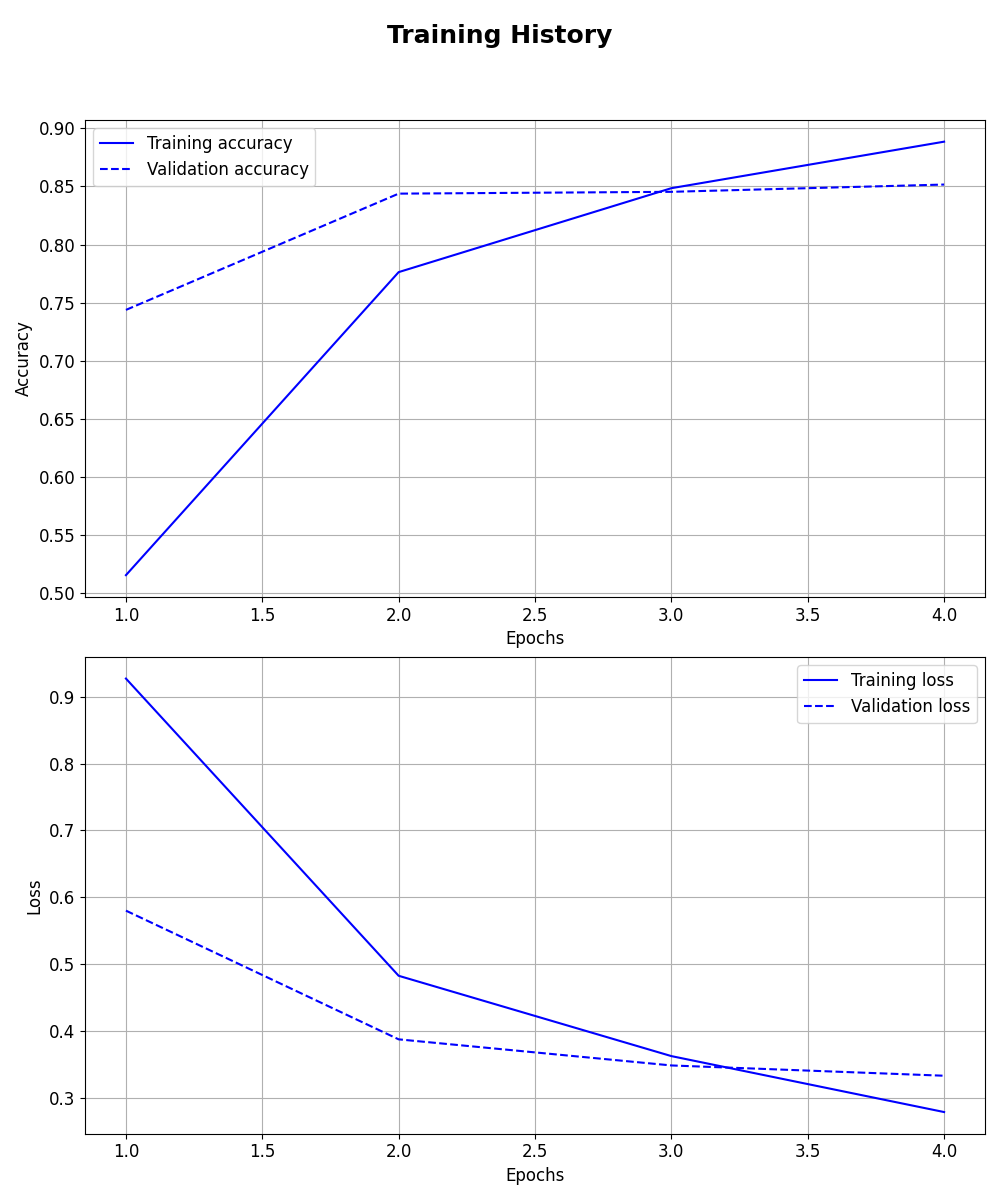 Training History
Training accuracy
Validation accuracy
0.90
0.85
0.80
0.75
0.70
0.65
0.60
0.55
0.50
Accuracy
1.0 1.5 2.0 2.5 3.0 3.5 4.0
Epochs
Training loss
Validation loss
0.9
0.8
0.7
0.6
0.5
0.4
0.3
Loss
1.0 1.5 2.0 2.5 3.0 3.5 4.0
Epochs